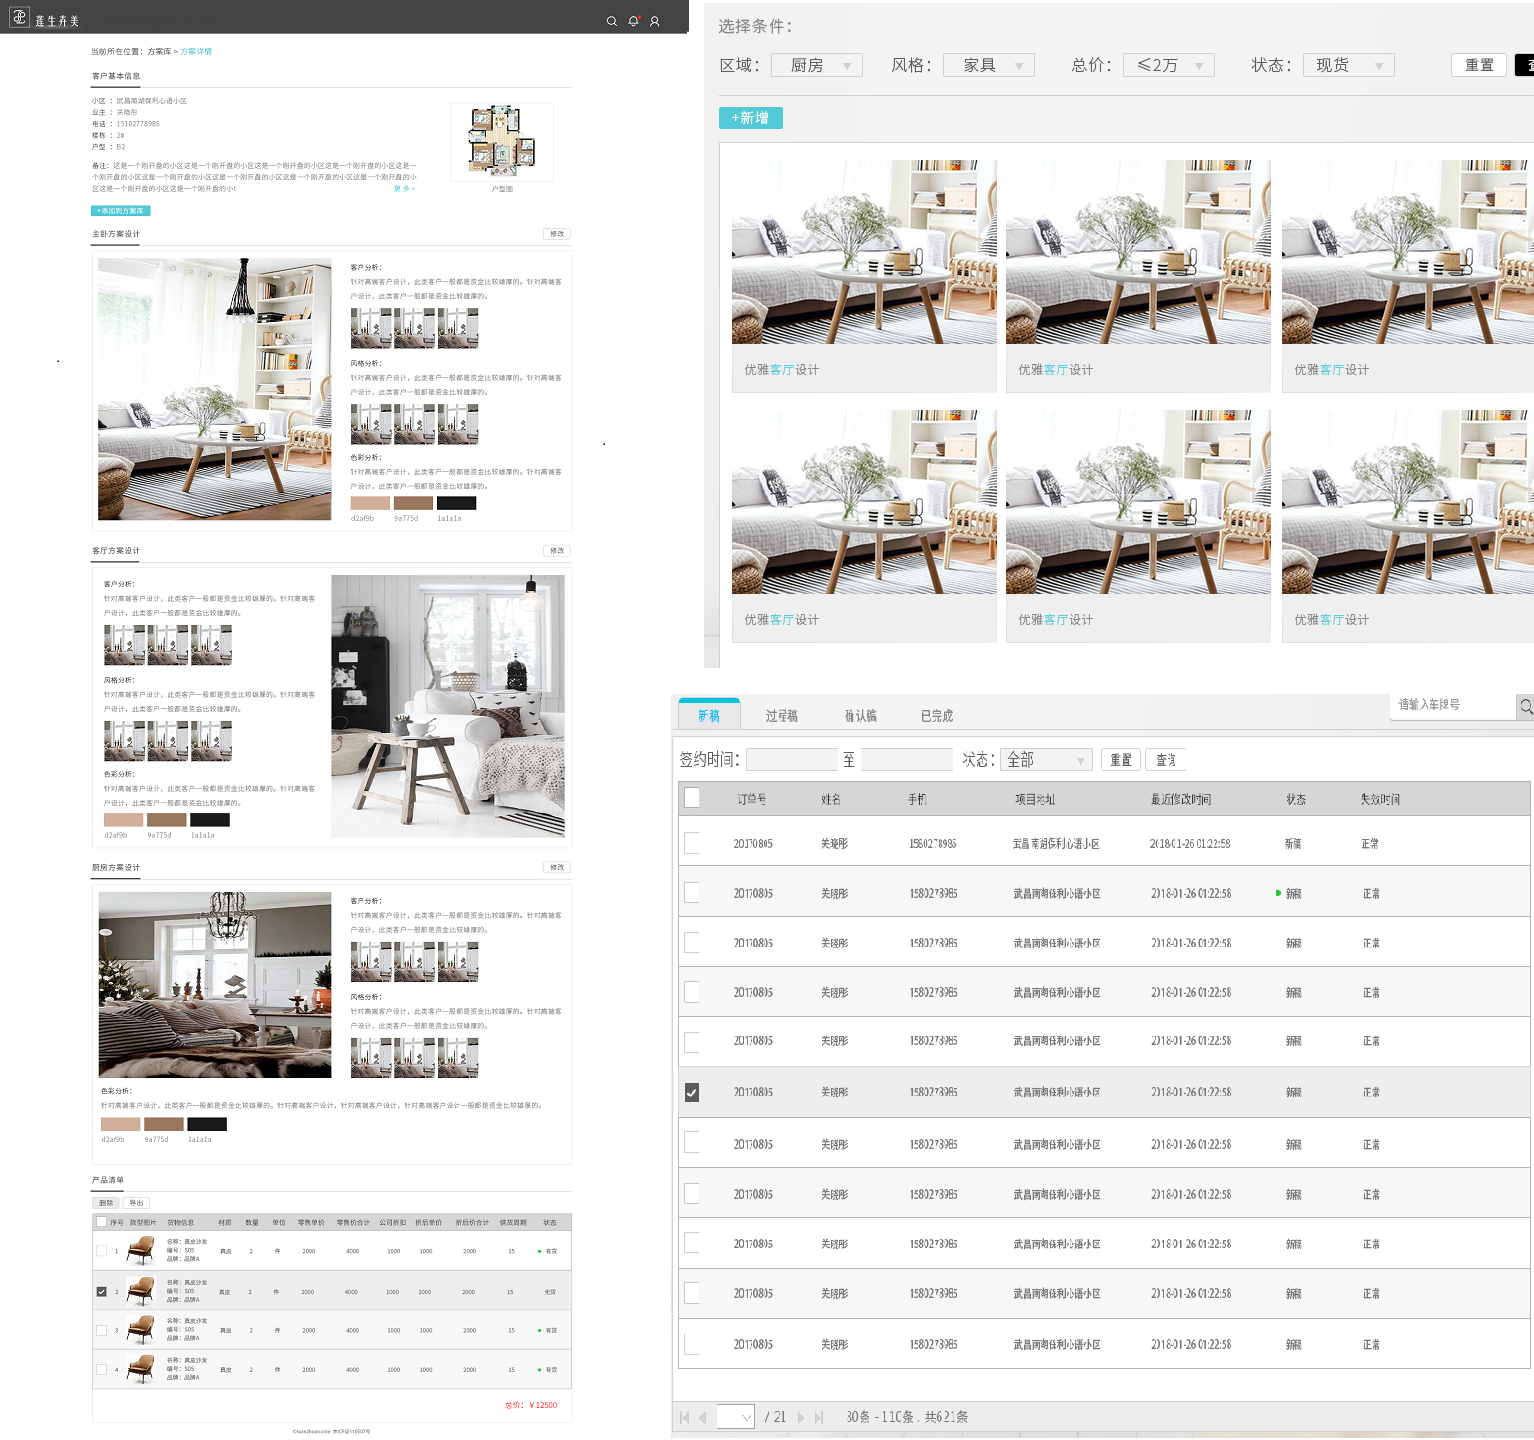 莲生卉美
当前所在位置：方案库 > 方案详情
客户基本信息
小区 ：武昌南湖保利心语小区
业主 ：关晓彤
电话 ：15102778985
楼栋 ：2#
户型 ：B2
备注：这是一个刚开盘的小区这是一个刚开盘的小区这是一个刚开盘的小区这是一个刚开盘的小区这是一
个刚开盘的小区这是一个刚开盘的小区这是一个刚开盘的小区这是一个刚开盘的小区这是一个刚开盘的小
区这是一个刚开盘的小区这是一个刚开盘的小
更多>
户型图
+添加到方案库
主卧方案设计
修改
客户分析：
针对高端客户设计，此类客户一般都是资金比较雄厚的。针对高端客
户设计，此类客户一般都是资金比较雄厚的。
风格分析：
针对高端客户设计，此类客户一般都是资金比较雄厚的。针对高端客
户设计，此类客户一般都是资金比较雄厚的。
色彩分析：
针对高端客户设计，此类客户一般都是资金比较雄厚的。针对高端客
户设计，此类客户一般都是资金比较雄厚的。
d2af9b 9a775d 1a1a1a
客厅方案设计
修改
客户分析：
针对高端客户设计，此类客户一般都是资金比较雄厚的。针对高端客
户设计，此类客户一般都是资金比较雄厚的。
风格分析：
针对高端客户设计，此类客户一般都是资金比较雄厚的。针对高端客
户设计，此类客户一般都是资金比较雄厚的。
色彩分析：
针对高端客户设计，此类客户一般都是资金比较雄厚的。针对高端客
户设计，此类客户一般都是资金比较雄厚的。
d2af9b 9a775d 1a1a1a
厨房方案设计
修改
客户分析：
针对高端客户设计，此类客户一般都是资金比较雄厚的。针对高端客
户设计，此类客户一般都是资金比较雄厚的。
风格分析：
针对高端客户设计，此类客户一般都是资金比较雄厚的。针对高端客
户设计，此类客户一般都是资金比较雄厚的。
色彩分析：
针对高端客户设计，此类客户一般都是资金比较雄厚的。针对高端客户设计，针对高端客户设计，针对高端客户设计一般都是资金比较雄厚的。
d2af9b 9a775d 1a1a1a
产品清单
删除 导出
序号 款型图片 货物信息 材质 数量 单位 零售单价 零售价合计 公司折扣 折后单价 折后价合计 供货周期 状态
名称：真皮沙发
1 编号：S05 真皮 2 件 2000 4000 1000 1000 2000 15 有货
品牌：品牌A
名称：真皮沙发
2 编号：S05 真皮 2 件 2000 4000 1000 1000 2000 15 无货
品牌：品牌A
名称：真皮沙发
3 编号：S05 真皮 2 件 2000 4000 1000 1000 2000 15 有货
品牌：品牌A
名称：真皮沙发
4 编号：S05 真皮 2 件 2000 4000 1000 1000 2000 15 有货
品牌：品牌A
总价：￥12500
选择条件：
区域： 厨房 风格： 家具 总价： ≤2万 状态： 现货 重置
+新增
优雅客厅设计 优雅客厅设计 优雅客厅设计
优雅客厅设计 优雅客厅设计 优雅客厅设计
新稿 过程稿 确认稿 已完成 请输入车牌号
签约时间： 至 状态： 全部 重置 查询
订单号 姓名 手机 项目地址 最近修改时间 状态 失效时间
20170805 关晓彤 1580278985 武昌南湖保利心语小区 2018-01-26 01:22:58 新稿 正常
20170805 关晓彤 1580278985 武昌南湖保利心语小区 2018-01-26 01:22:58 新稿 正常
20170805 关晓彤 1580278985 武昌南湖保利心语小区 2018-01-26 01:22:58 新稿 正常
20170805 关晓彤 1580278985 武昌南湖保利心语小区 2018-01-26 01:22:58 新稿 正常
20170805 关晓彤 1580278985 武昌南湖保利心语小区 2018-01-26 01:22:58 新稿 正常
20170805 关晓彤 1580278985 武昌南湖保利心语小区 2018-01-26 01:22:58 新稿 正常
20170805 关晓彤 1580278985 武昌南湖保利心语小区 2018-01-26 01:22:58 新稿 正常
20170805 关晓彤 1580278985 武昌南湖保利心语小区 2018-01-26 01:22:58 新稿 正常
20170805 关晓彤 1580278985 武昌南湖保利心语小区 2018-01-26 01:22:58 新稿 正常
20170805 关晓彤 1580278985 武昌南湖保利心语小区 2018-01-26 01:22:58 新稿 正常
20170805 关晓彤 1580278985 武昌南湖保利心语小区 2018-01-26 01:22:58 新稿 正常
/ 21 80条 - 110条 , 共621条